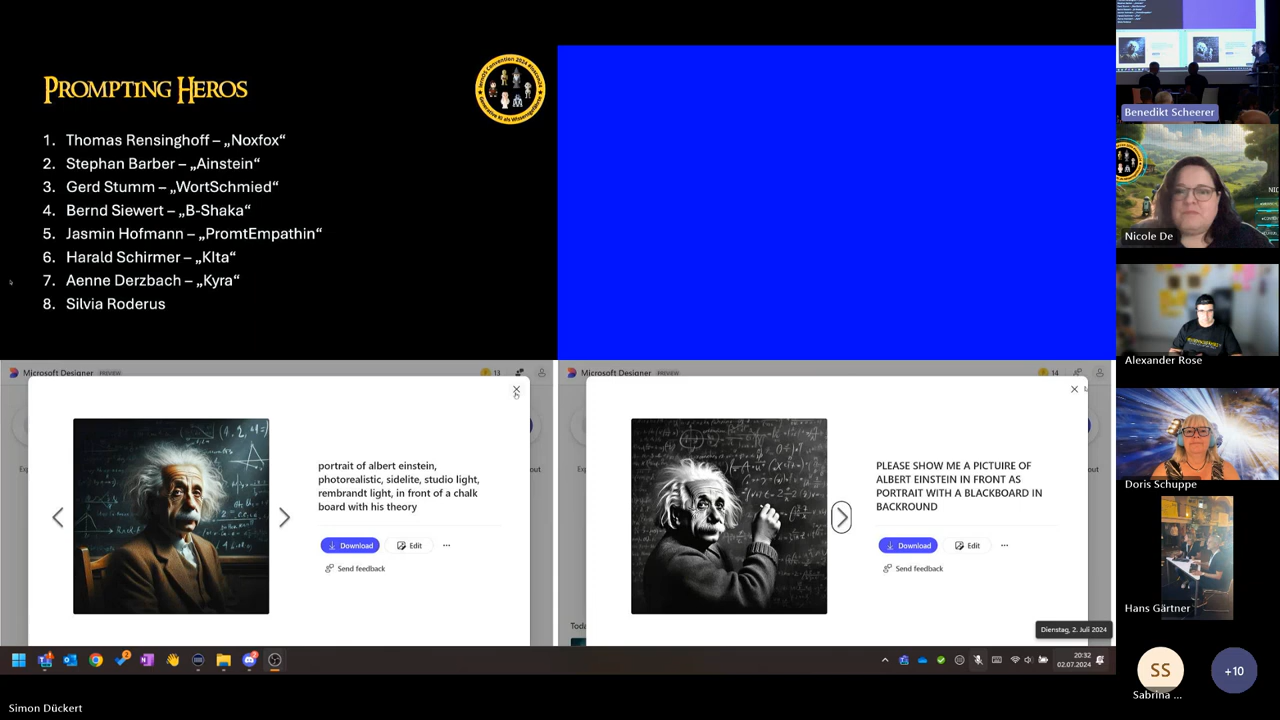 PROMPTING HEROS
1. Thomas Rensinghoff – „Noxfox“
2. Stephan Barber – „Ainstein“
3. Gerd Stumm – „WortSchmied“
4. Bernd Siewert – „B-Shaka“
5. Jasmin Hofmann – „PromtEmpathin“
6. Harald Schirmer – „KIta“
7. Aenne Derzbach – „Kyra“
8. Silvia Roderus
Microsoft Designer PREVIEW
13
portrait of albert einstein,
photorealistic, sidelite, studio light,
rembrandt light, in front of a chalk
board with his theory
Download
Edit
Send feedback
Microsoft Designer PREVIEW
14
PLEASE SHOW ME A PICTUIRE OF
ALBERT EINSTEIN IN FRONT AS
PORTRAIT WITH A BLACKBOARD IN
BACKROUND
Download
Edit
Send feedback
Dienstag, 2. Juli 2024
20:32
02.07.2024
Simon Dückert
Benedikt Scheerer
Nicole De
Alexander Rose
Doris Schuppe
Hans Gärtner
SS
Sabrina ...
+10